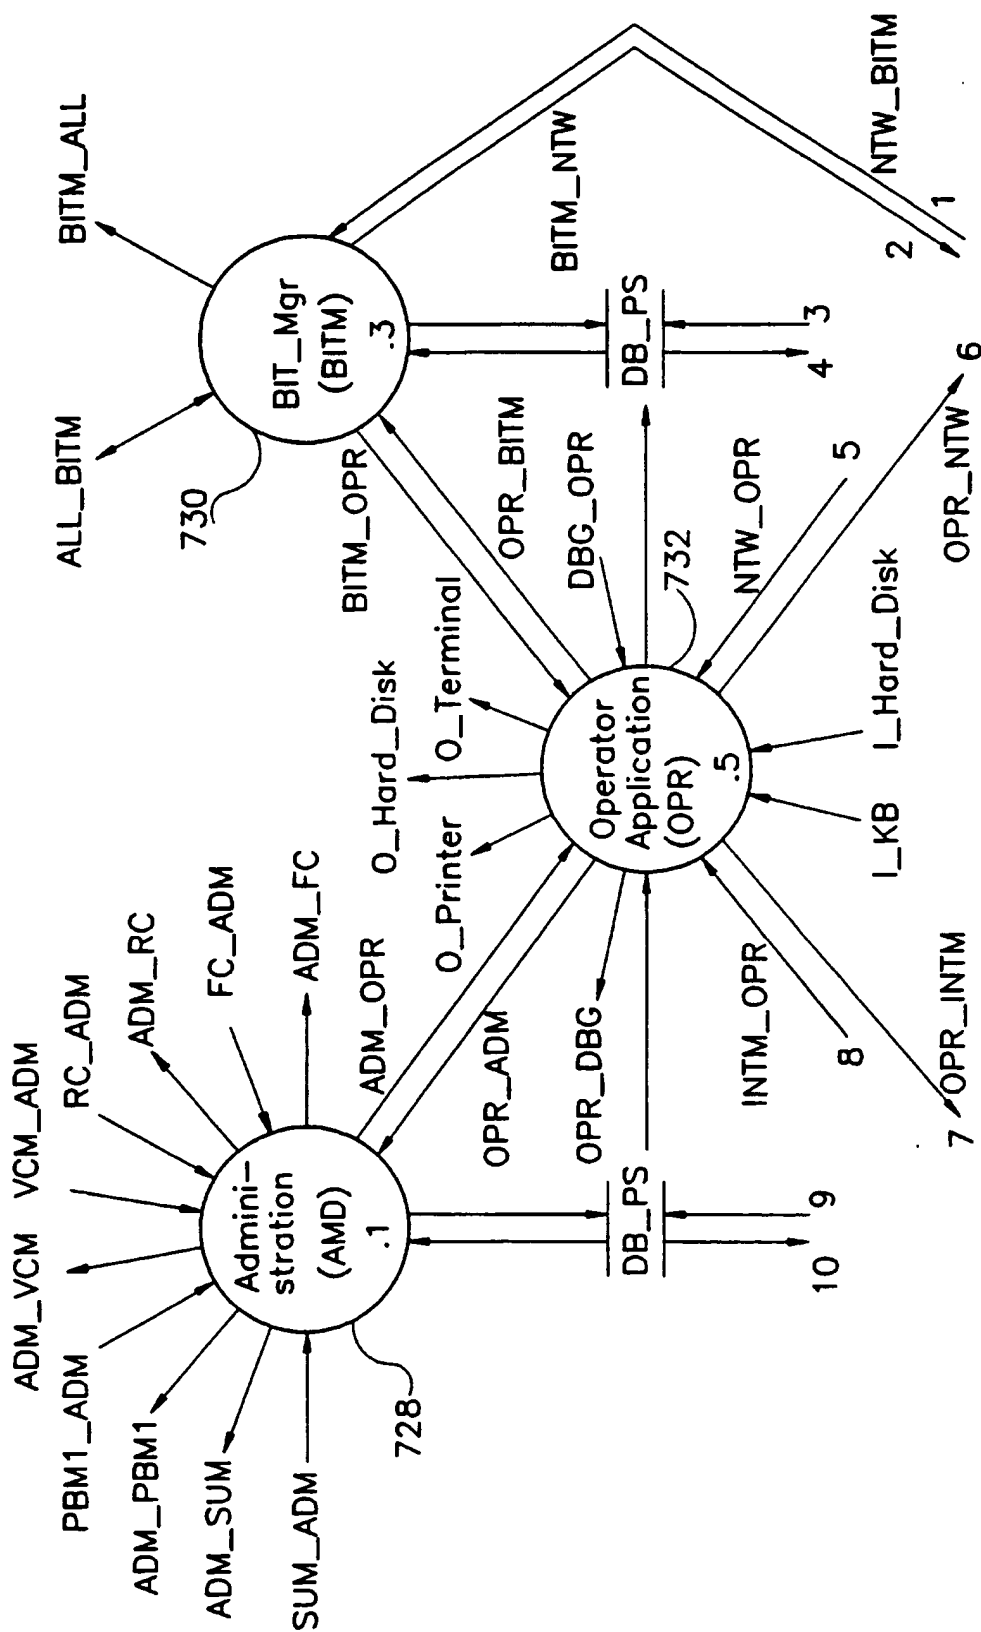 ADM_VCM
VCM_ADM
PBM1_ADM
RC_ADM
ADM_PBM1
ADM_RC
ADM_SUM
FC_ADM
SUM_ADM
ADM_FC
Admini-
stration
(AMD)
.1
728
ALL_BITM
BITM_ALL
730
BIT_Mgr
(BITM)
.3
ADM_OPR
O_Printer
O_Hard_Disk
O_Terminal
BITM_OPR
OPR_BITM
BITM_NTW
OPR_ADM
OPR_DBG
DBG_OPR
DB_PS
Operator
Application
(OPR)
.5
732
DB_PS
10
9
INTM_OPR
8
7
OPR_INTM
I_KB
I_Hard_Disk
NTW_OPR
5
OPR_NTW
6
4
3
2
1
NTW_BITM